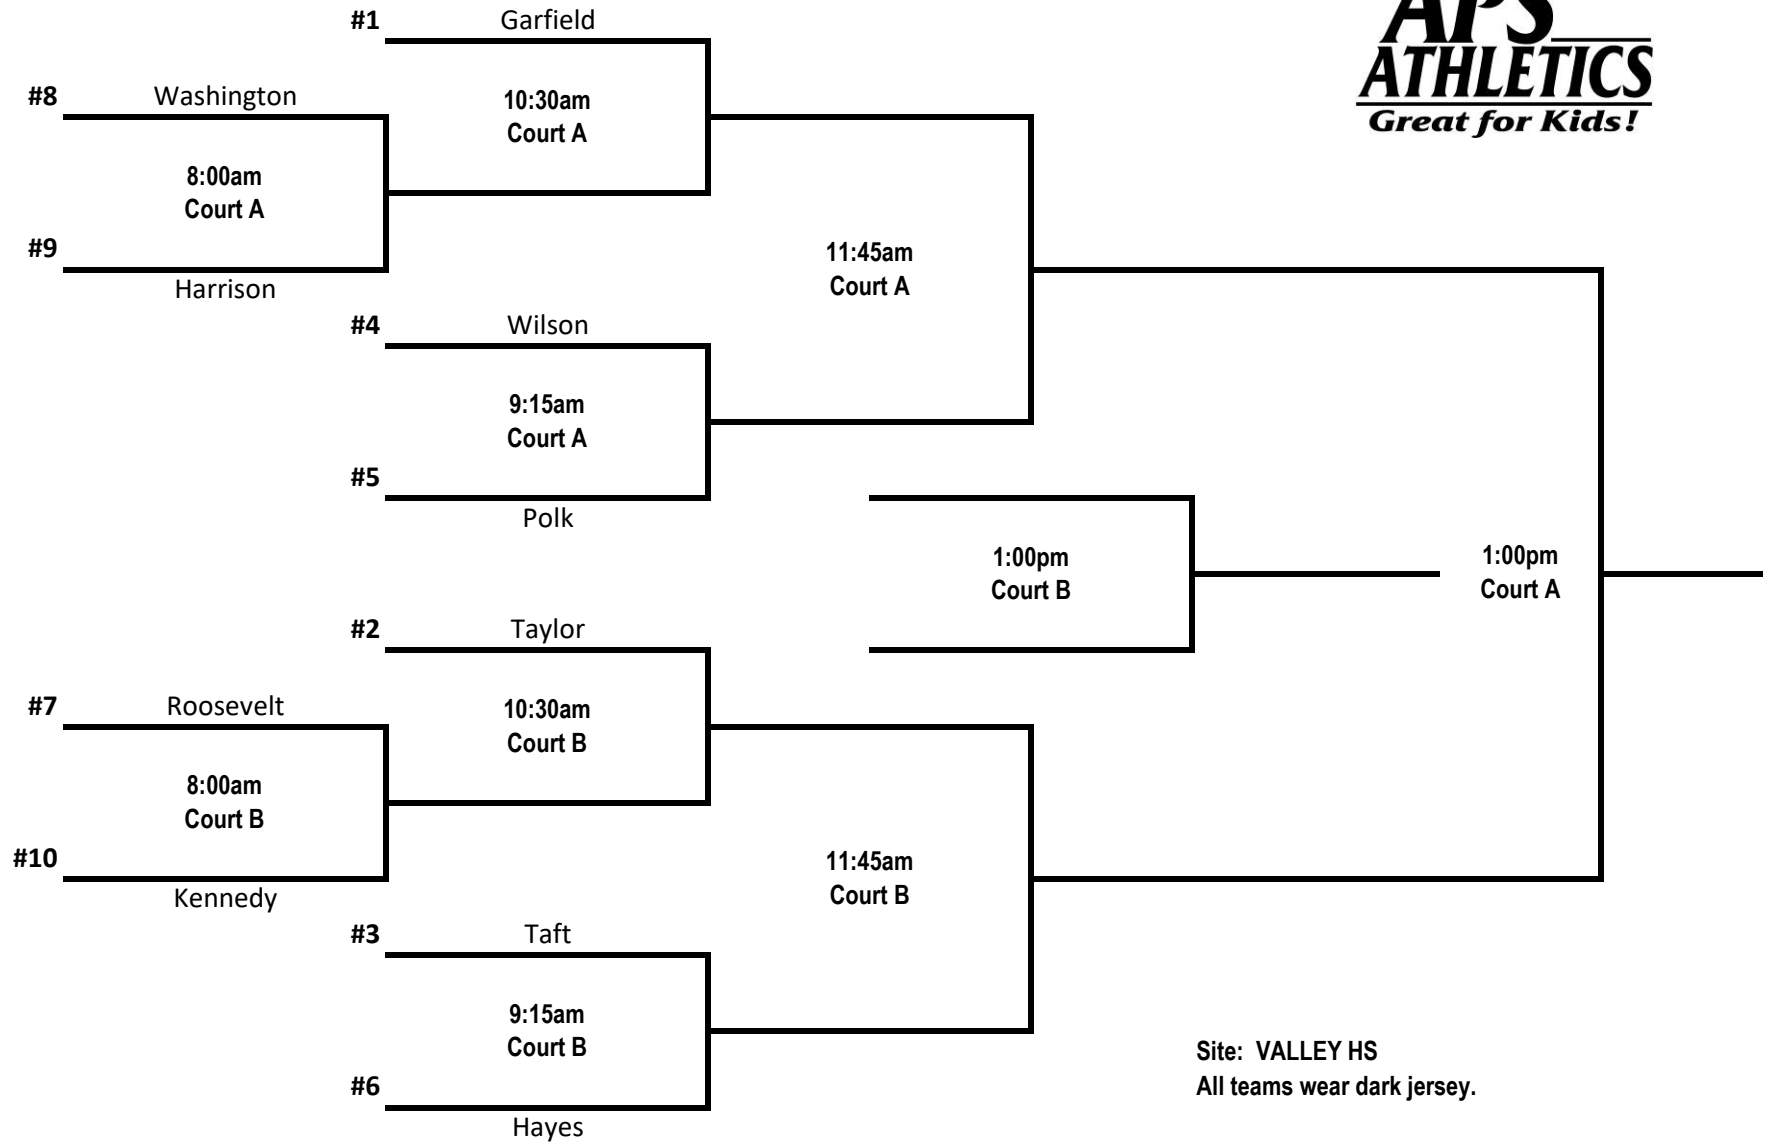 APS
ATHLETICS
Great for Kids!
#1 Garfield
#8 Washington
10:30am
Court A
8:00am
Court A
#9
Harrison
11:45am
Court A
#4 Wilson
9:15am
Court A
#5
Polk
1:00pm
Court B
1:00pm
Court A
#2 Taylor
#7 Roosevelt
10:30am
Court B
8:00am
Court B
#10
Kennedy
11:45am
Court B
#3 Taft
9:15am
Court B
#6
Hayes
Site: VALLEY HS
All teams wear dark jersey.